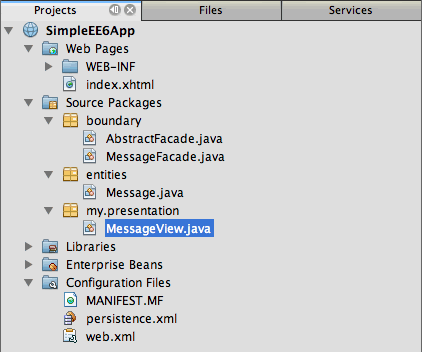 Projects Files Services
SimpleEE6App
Web Pages
WEB-INF
index.xhtml
Source Packages
boundary
AbstractFacade.java
MessageFacade.java
entities
Message.java
my.presentation
MessageView.java
Libraries
Enterprise Beans
Configuration Files
MANIFEST.MF
persistence.xml
web.xml